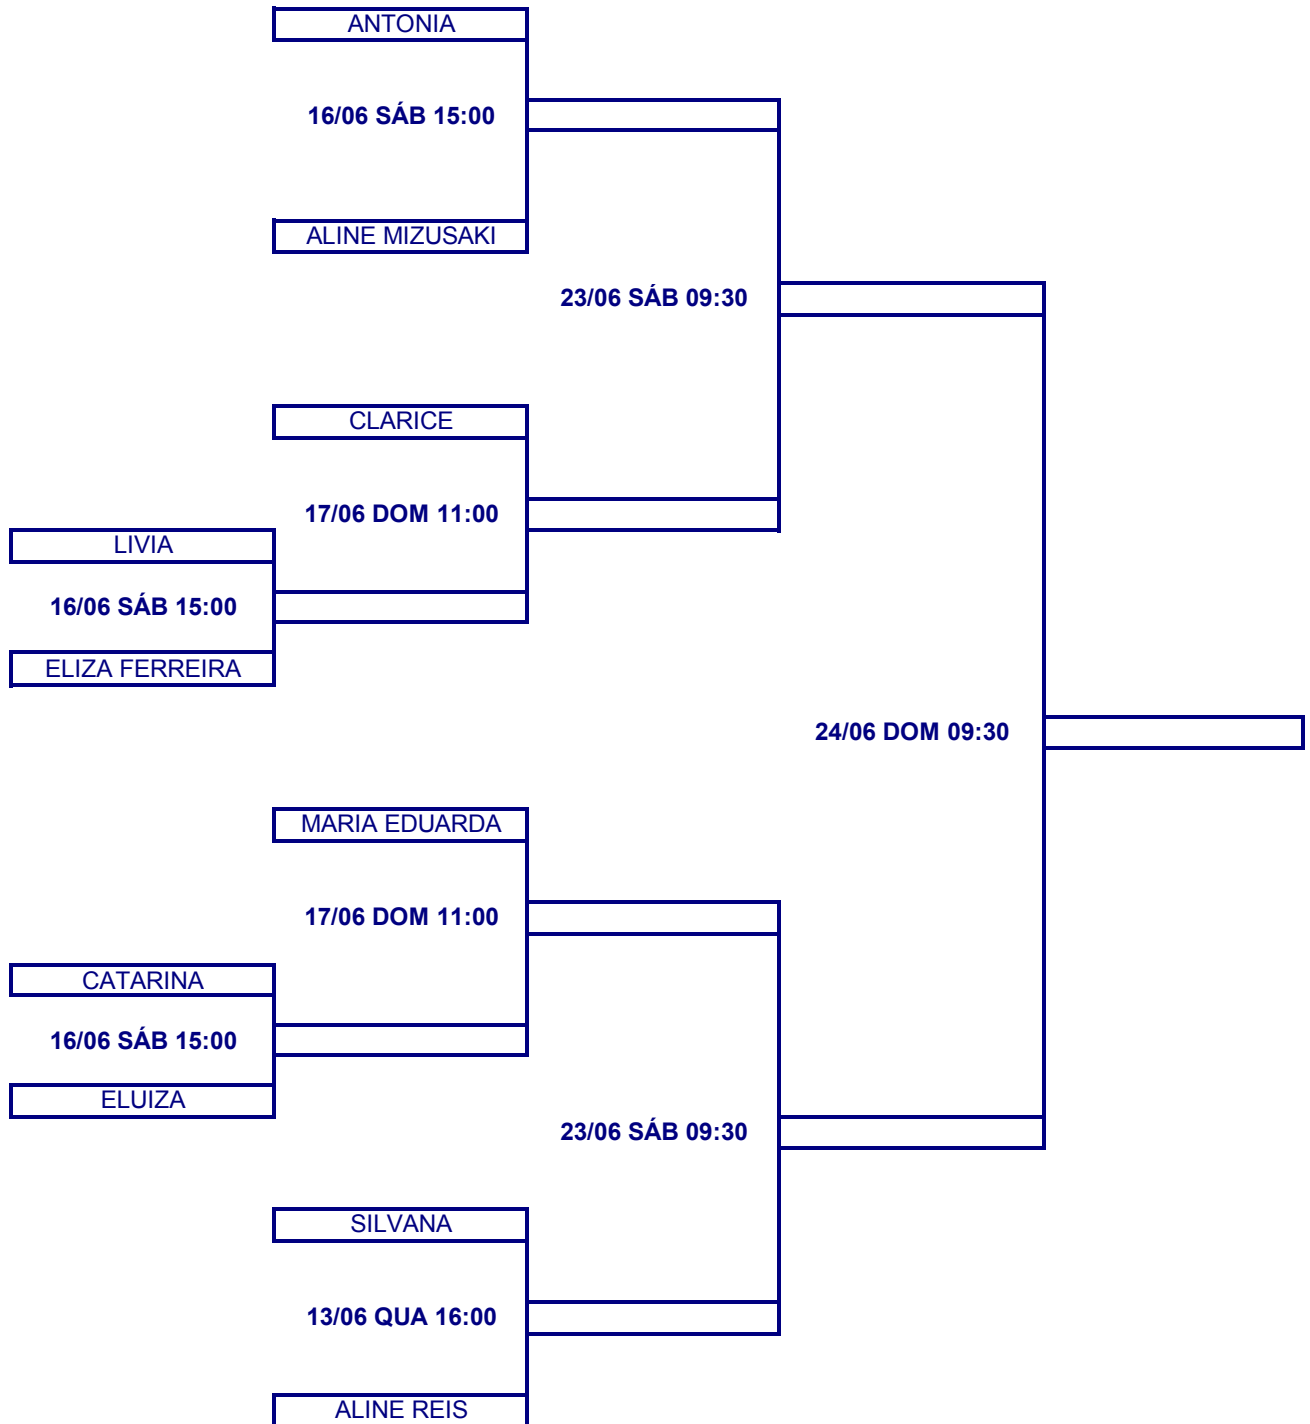 ANTONIA
16/06 SÁB 15:00
ALINE MIZUSAKI
23/06 SÁB 09:30
CLARICE
17/06 DOM 11:00
LIVIA
16/06 SÁB 15:00
ELIZA FERREIRA
24/06 DOM 09:30
MARIA EDUARDA
17/06 DOM 11:00
CATARINA
16/06 SÁB 15:00
ELUIZA
23/06 SÁB 09:30
SILVANA
13/06 QUA 16:00
ALINE REIS